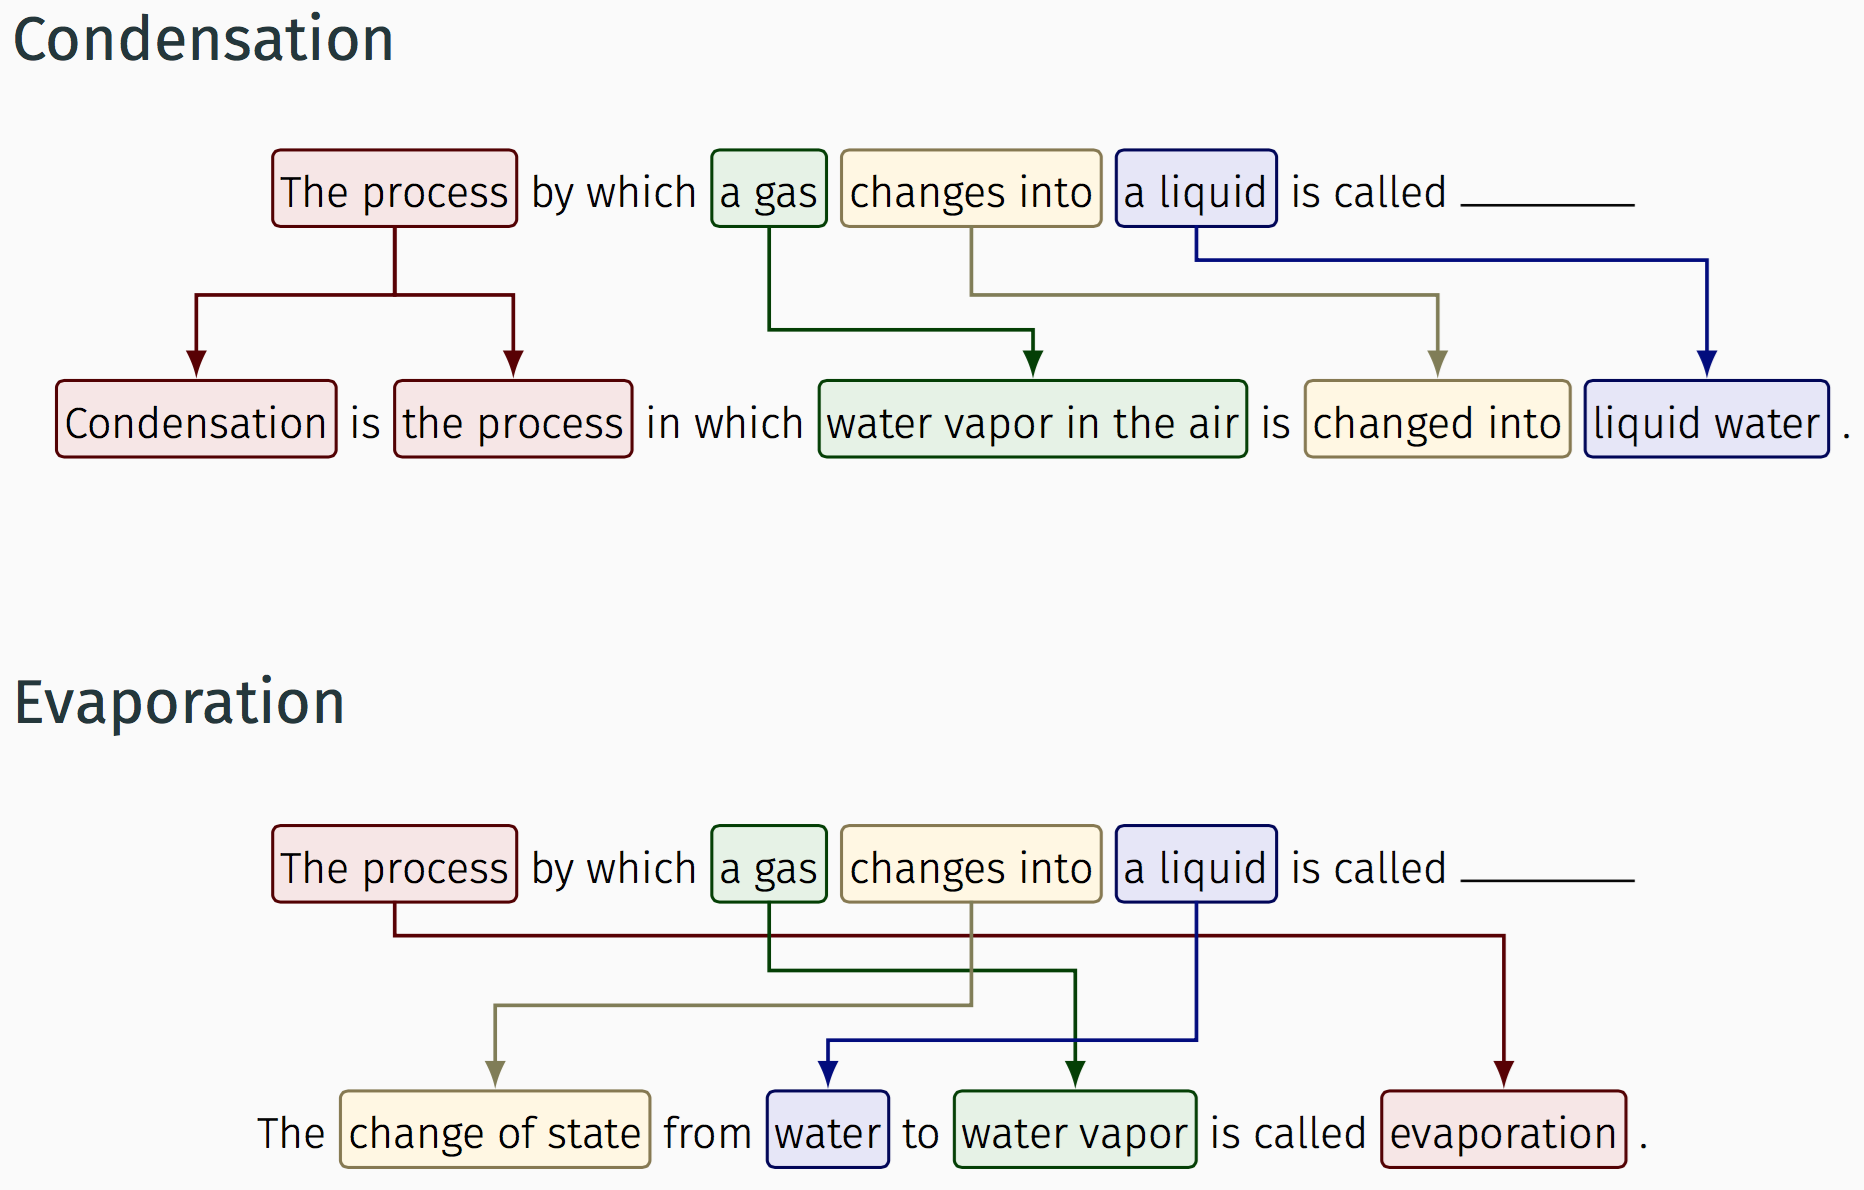 Condensation
The process by which a gas changes into a liquid is called ________
Condensation is the process in which water vapor in the air is changed into liquid water .
Evaporation
The process by which a gas changes into a liquid is called ________
The change of state from water to water vapor is called evaporation .